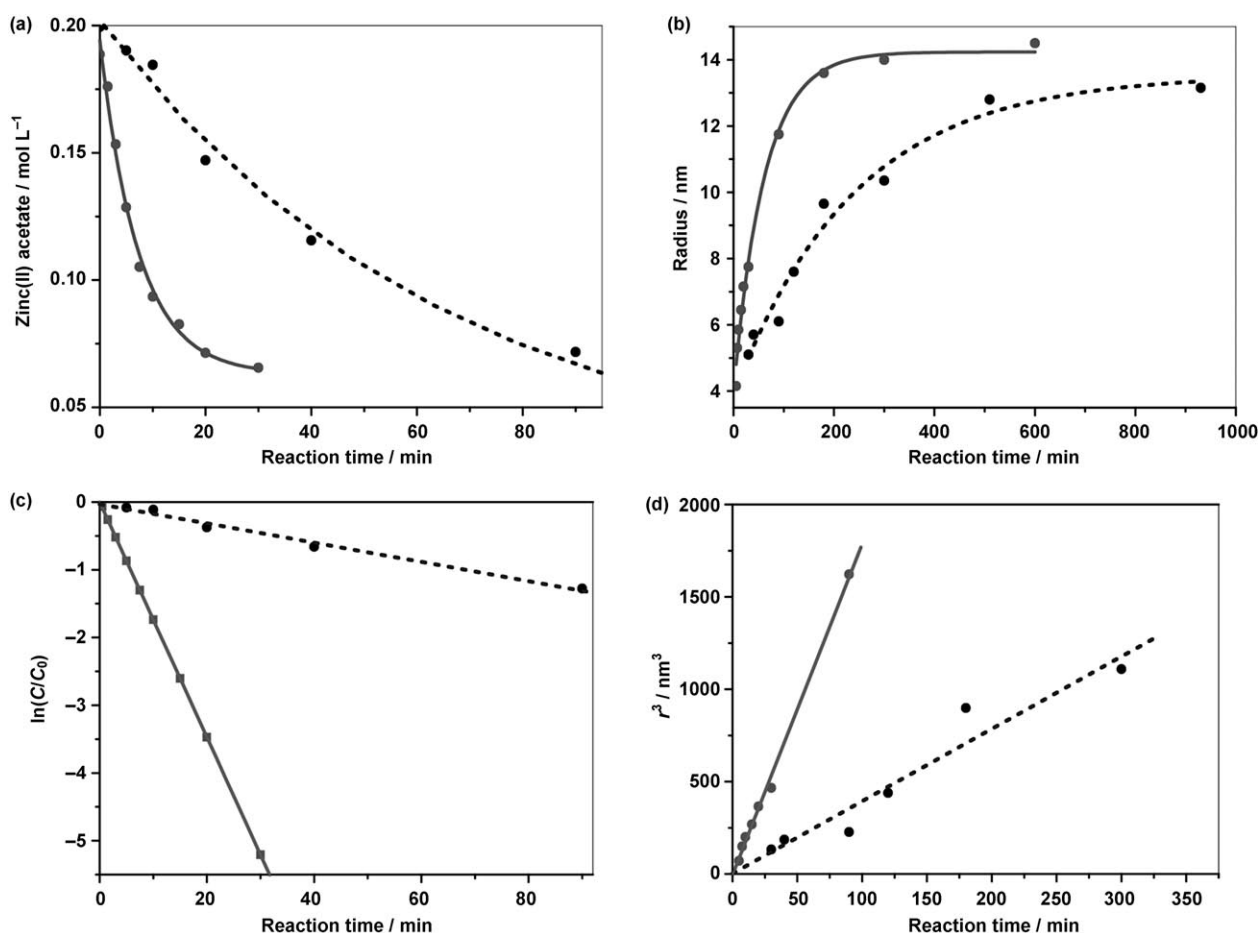 (a)
0.20
0.15
0.10
0.05
Zinc(II) acetate / mol L⁻¹
0 20 40 60 80
Reaction time / min
(b)
14
12
10
8
6
4
Radius / nm
0 200 400 600 800 1000
Reaction time / min
(c)
0
–1
–2
–3
–4
–5
ln(C/C₀)
0 20 40 60 80
Reaction time / min
(d)
2000
1500
1000
500
0
r³ / nm³
0 50 100 150 200 250 300 350
Reaction time / min